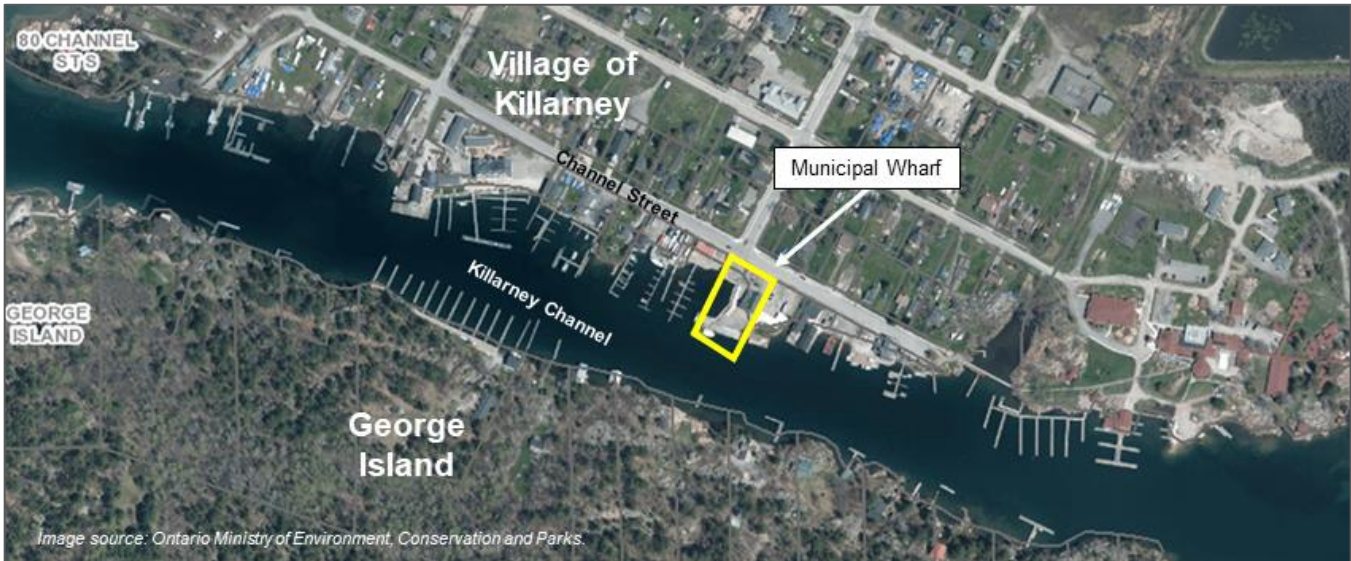 80 CHANNEL
STS
Village of
Killarney
Municipal Wharf
Channel Street
Killarney Channel
GEORGE
ISLAND
George
Island
Image source: Ontario Ministry of Environment, Conservation and Parks.